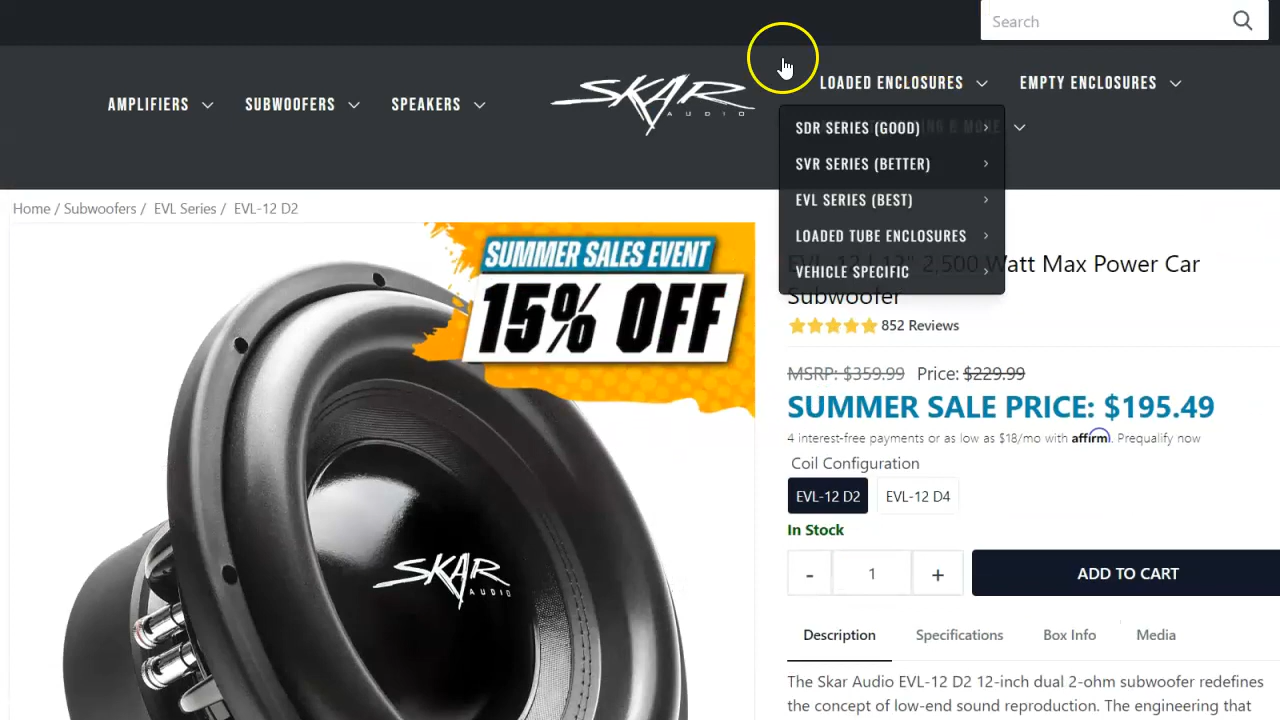 Search
AMPLIFIERS
SUBWOOFERS
SPEAKERS
SKAR
AUDIO
LOADED ENCLOSURES
EMPTY ENCLOSURES
& MORE
SDR SERIES (GOOD)
SVR SERIES (BETTER)
EVL SERIES (BEST)
LOADED TUBE ENCLOSURES
VEHICLE SPECIFIC
Home / Subwoofers / EVL Series / EVL-12 D2
SUMMER SALES EVENT
15% OFF
SKAR
AUDIO
EVL-12 | 12" 2,500 Watt Max Power Car
Subwoofer
852 Reviews
MSRP: $359.99 Price: $229.99
SUMMER SALE PRICE: $195.49
4 interest-free payments or as low as $18/mo with affirm. Prequalify now
Coil Configuration
EVL-12 D2
EVL-12 D4
In Stock
- 1 +
ADD TO CART
Description
Specifications
Box Info
Media
The Skar Audio EVL-12 D2 12-inch dual 2-ohm subwoofer redefines
the concept of low-end sound reproduction. The engineering that